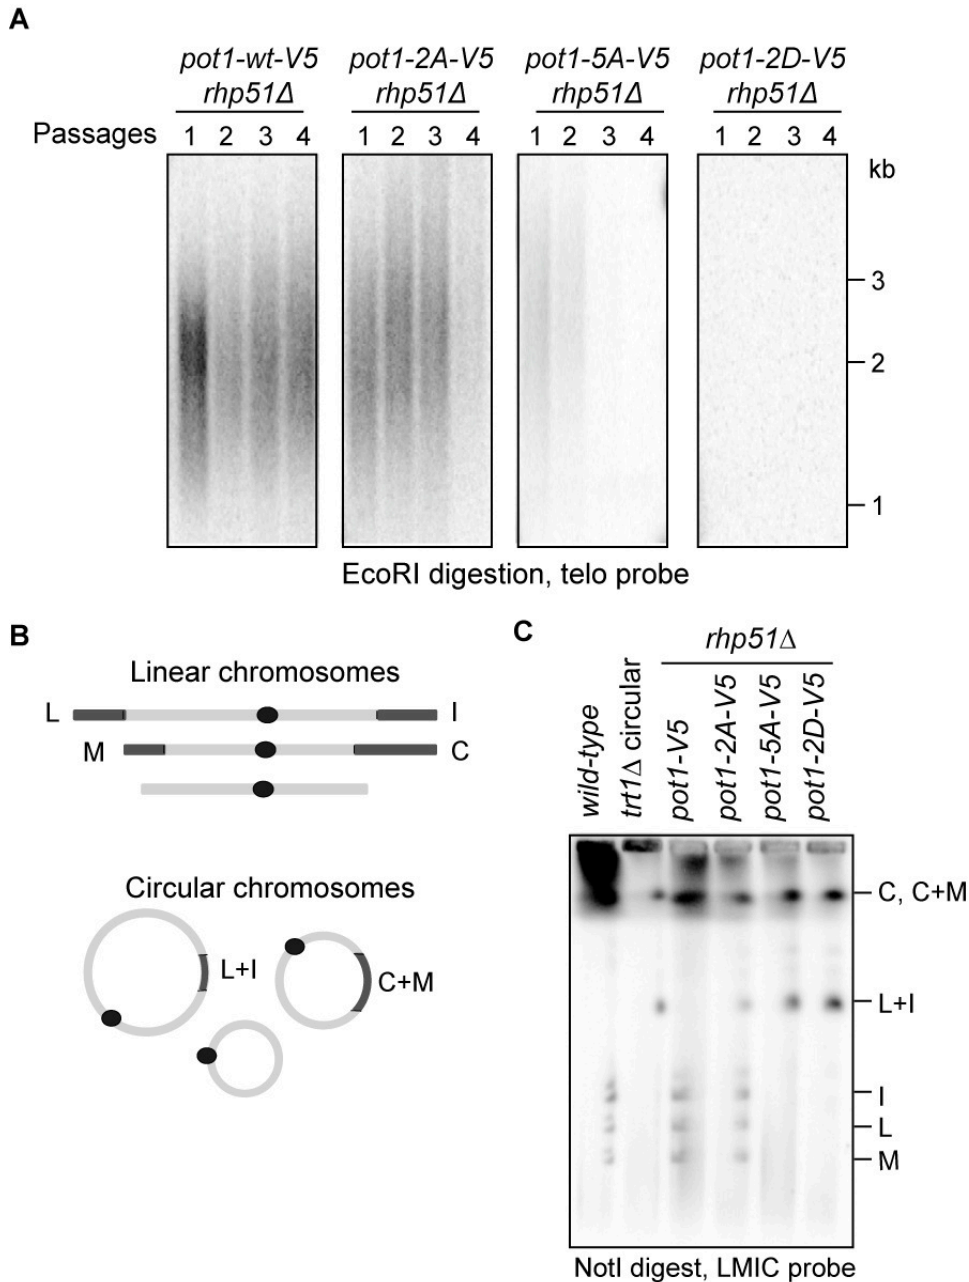 A
pot1-wt-V5 pot1-2A-V5 pot1-5A-V5 pot1-2D-V5
rhp51Δ rhp51Δ rhp51Δ rhp51Δ
Passages 1 2 3 4 1 2 3 4 1 2 3 4 1 2 3 4
kb
3
2
1
EcoRI digestion, telo probe
B
Linear chromosomes
L I
M C
Circular chromosomes
L+I
C+M
C
rhp51Δ
wild-type
trt1Δ circular
pot1-V5
pot1-2A-V5
pot1-5A-V5
pot1-2D-V5
C, C+M
L+I
I
L
M
NotI digest, LMIC probe